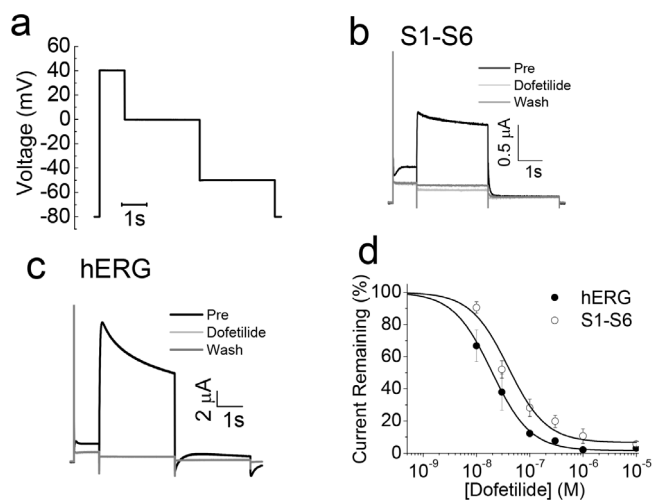 a
Voltage (mV)
60
40
20
0
-20
-40
-60
-80
1s
b
S1-S6
Pre
Dofetilide
Wash
0.5 µA
1s
c
hERG
Pre
Dofetilide
Wash
2 µA
1s
d
Current Remaining (%)
100
80
60
40
20
0
hERG
S1-S6
10⁻⁹
10⁻⁸
10⁻⁷
10⁻⁶
10⁻⁵
[Dofetilide] (M)